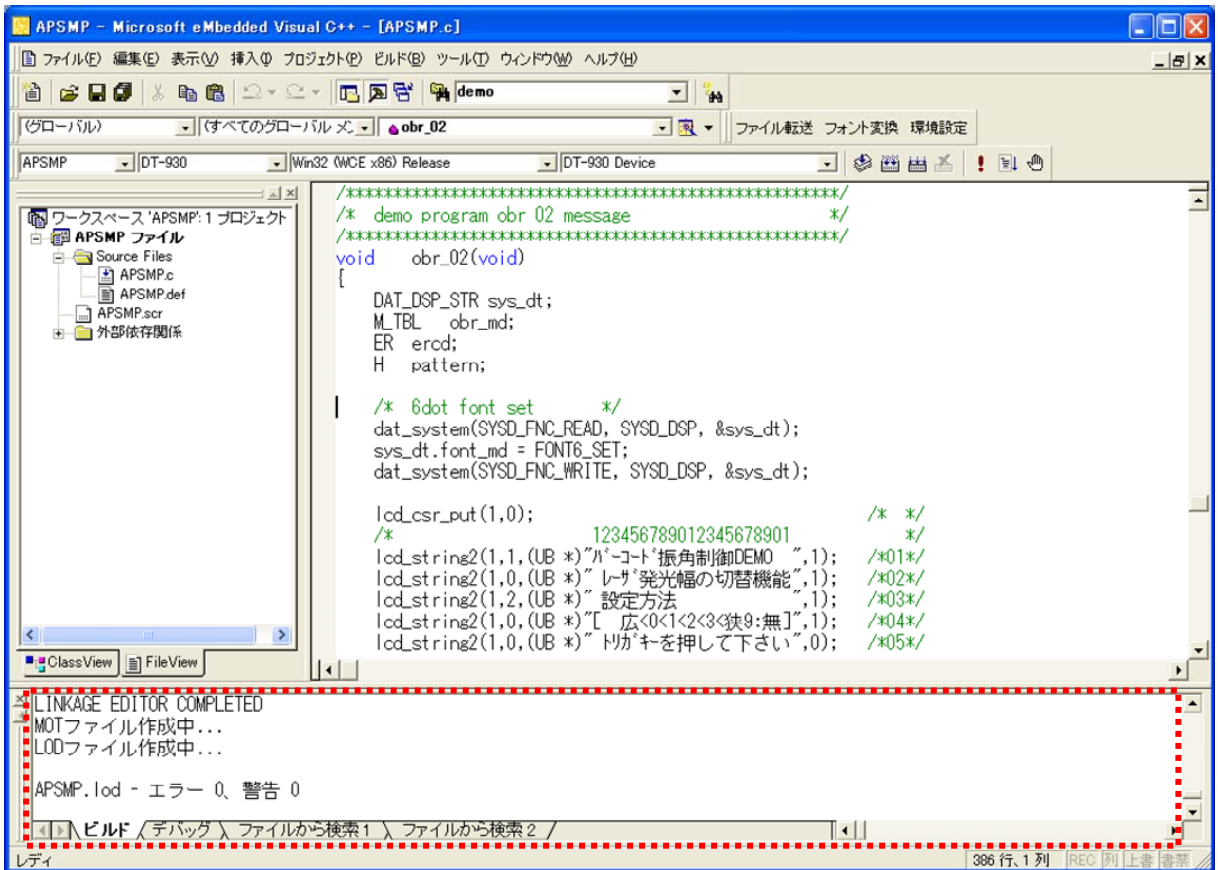 APSMP - Microsoft eMbedded Visual C++ - [APSMP.c]
ファイル(F) 編集(E) 表示(V) 挿入(I) プロジェクト(P) ビルド(B) ツール(T) ウィンドウ(W) ヘルプ(H)
demo
(グローバル) (すべてのグローバル メニ obr_02 ファイル転送 フォント変換 環境設定
APSMP DT-930 Win32 (WCE x86) Release DT-930 Device
ワークスペース 'APSMP': 1 プロジェクト
APSMP ファイル
Source Files
APSMP.c
APSMP.def
APSMP.scr
外部依存関係
ClassView FileView
/****************************************************/
/* demo program obr 02 message */
/****************************************************/
void obr_02(void)
{
DAT_DSP_STR sys_dt;
M_TBL obr_md;
ER ercd;
H pattern;
/* 6dot font set */
dat_system(SYSD_FNC_READ, SYSD_DSP, &sys_dt);
sys_dt.font_md = FONT6_SET;
dat_system(SYSD_FNC_WRITE, SYSD_DSP, &sys_dt);
lcd_csr_put(1,0); /* */
/* 123456789012345678901 */
lcd_string2(1,1,(UB *)"ﾊﾞｰｺｰﾄﾞ振角制御DEMO ",1); /*01*/
lcd_string2(1,0,(UB *)" ﾚｰｻﾞ発光幅の切替機能",1); /*02*/
lcd_string2(1,2,(UB *)" 設定方法 ",1); /*03*/
lcd_string2(1,0,(UB *)"[ 広<0<1<2<3<狭9:無]",1); /*04*/
lcd_string2(1,0,(UB *)" ﾄﾘｶﾞｷｰを押して下さい",0); /*05*/
LINKAGE EDITOR COMPLETED
MOTファイル作成中...
LODファイル作成中...
APSMP.lod - エラー 0、警告 0
ビルド デバッグ ファイルから検索1 ファイルから検索2
レディ 386 行、1 列 REC 列 上書 書禁